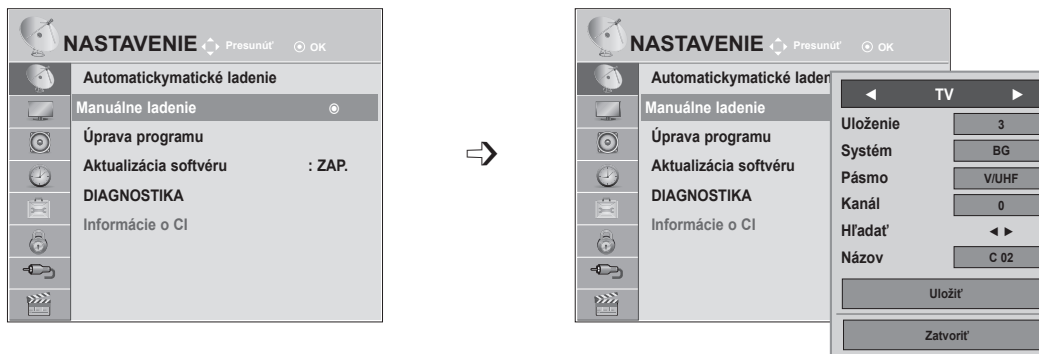 NASTAVENIE Presunúť OK
Automatickymatické ladenie
Manuálne ladenie
Úprava programu
Aktualizácia softvéru : ZAP.
DIAGNOSTIKA
Informácie o CI
NASTAVENIE Presunúť OK
Automatickymatické laden
Manuálne ladenie
Úprava programu
Aktualizácia softvéru
DIAGNOSTIKA
Informácie o CI
◄ TV ►
Uloženie 3
Systém BG
Pásmo V/UHF
Kanál 0
Hľadať ◄ ►
Názov C 02
Uložiť
Zatvoriť